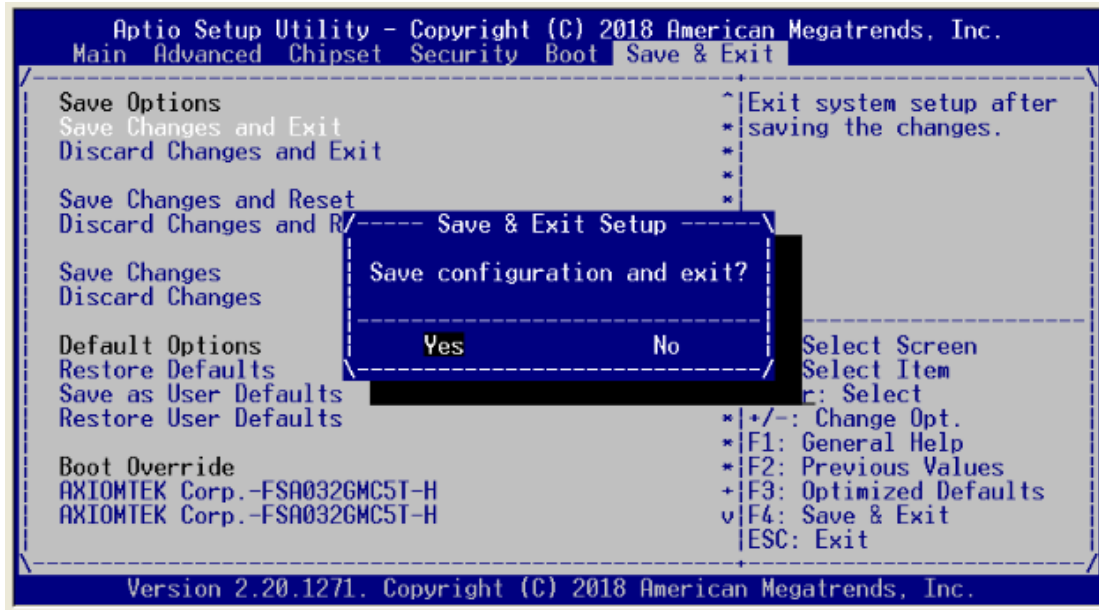 Aptio Setup Utility – Copyright (C) 2018 American Megatrends, Inc.
Main Advanced Chipset Security Boot Save & Exit
Save Options
Save Changes and Exit
Discard Changes and Exit
Save Changes and Reset
Discard Changes and R
Save Changes
Discard Changes
Default Options
Restore Defaults
Save as User Defaults
Restore User Defaults
Boot Override
AXIOMTEK Corp.-FSA032GMC5T-H
AXIOMTEK Corp.-FSA032GMC5T-H
Save & Exit Setup
Save configuration and exit?
Yes No
Exit system setup after
saving the changes.
Select Screen
Select Item
r: Select
+/-: Change Opt.
F1: General Help
F2: Previous Values
F3: Optimized Defaults
F4: Save & Exit
ESC: Exit
Version 2.20.1271. Copyright (C) 2018 American Megatrends, Inc.